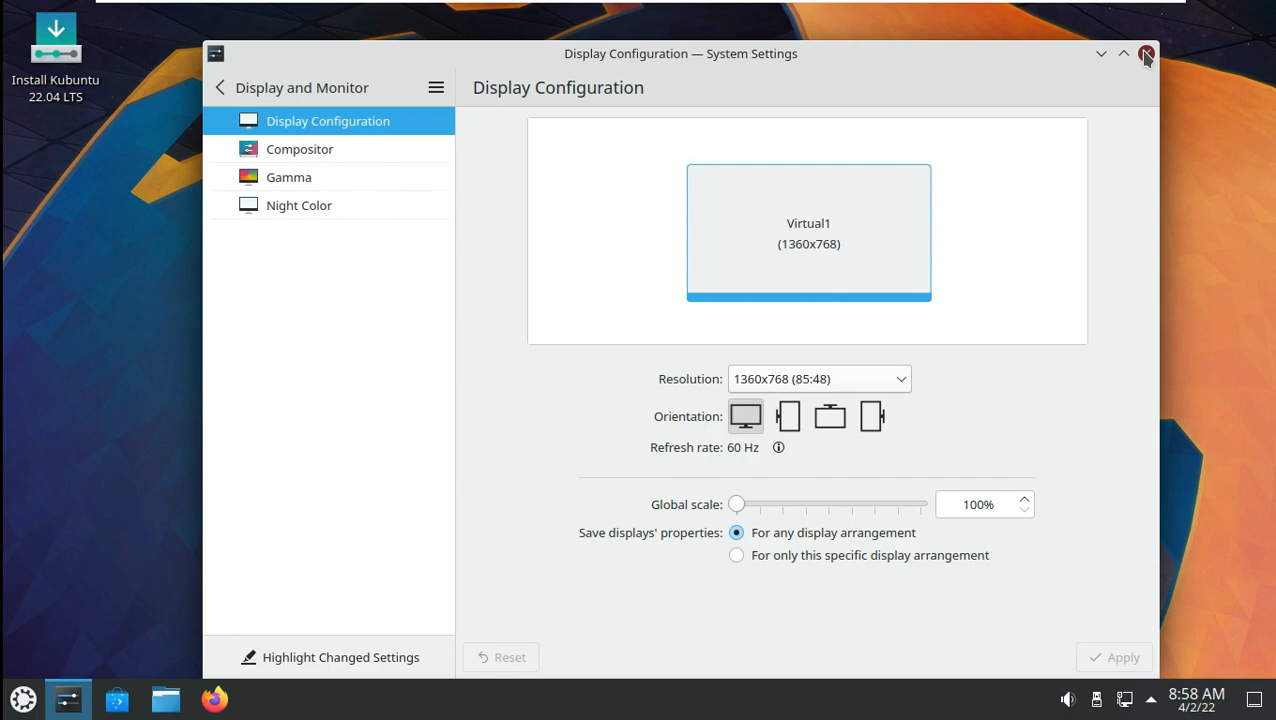 Install Kubuntu
22.04 LTS
Display Configuration — System Settings
Display and Monitor
Display Configuration
Display Configuration
Compositor
Gamma
Night Color
Virtual1
(1360x768)
Resolution: 1360x768 (85:48)
Orientation:
Refresh rate: 60 Hz
Global scale: 100%
Save displays' properties: For any display arrangement
For only this specific display arrangement
Highlight Changed Settings
Reset
Apply
8:58 AM
4/2/22